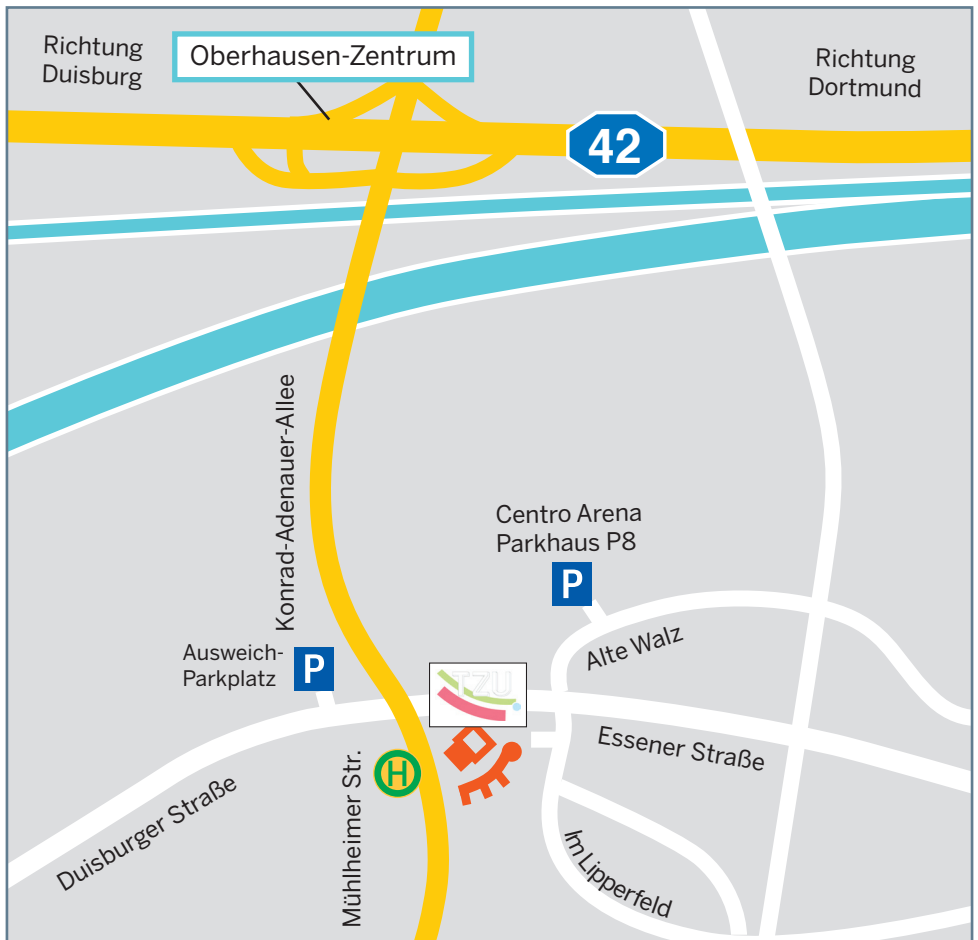 Richtung
Duisburg
Oberhausen-Zentrum
Richtung
Dortmund
42
Konrad-Adenauer-Allee
Centro Arena
Parkhaus P8
P
Alte Walz
Ausweich-
Parkplatz
P
TZU
Essener Straße
H
Mühlheimer Str.
Duisburger Straße
Im Lipperfeld